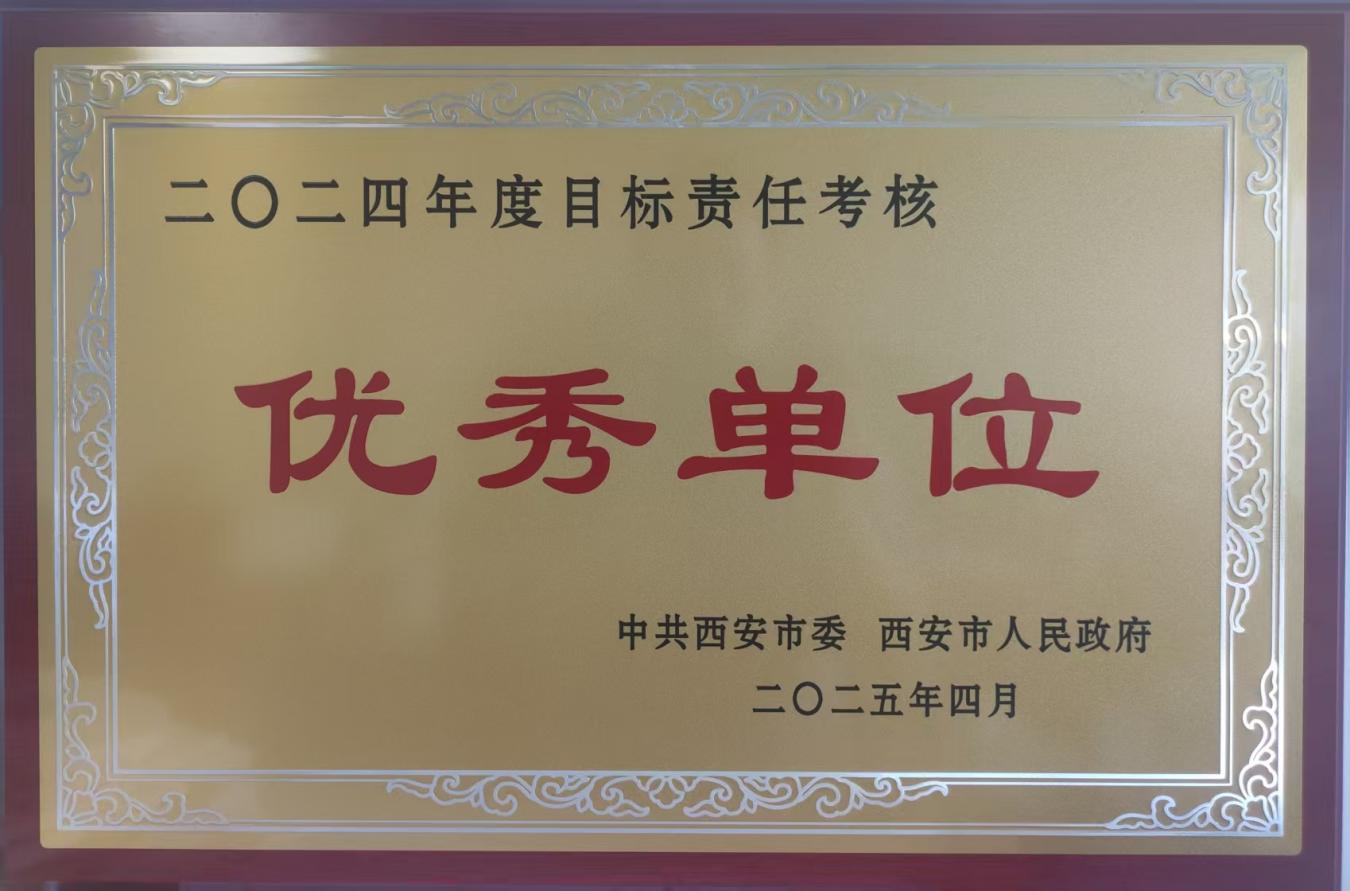 二〇二四年度目标责任考核
优秀单位
中共西安市委 西安市人民政府
二〇二五年四月